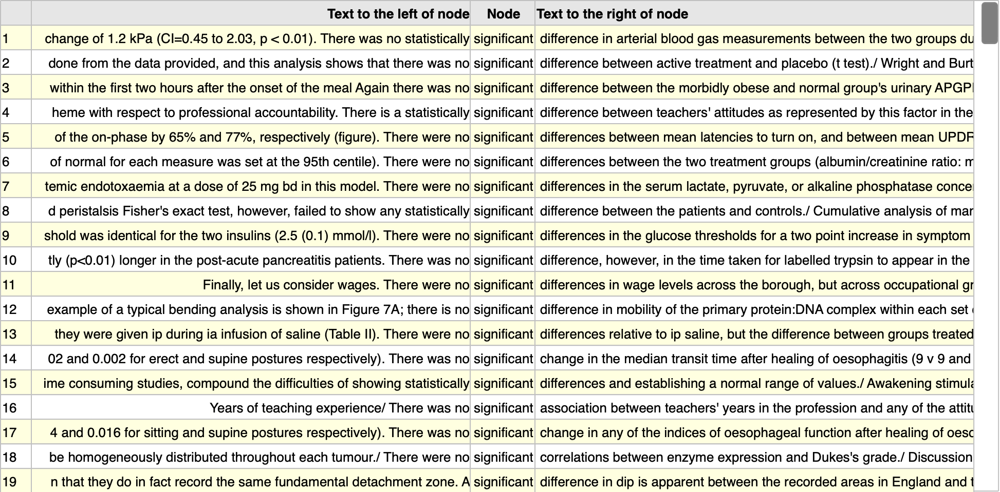 Text to the left of node Node Text to the right of node
1 change of 1.2 kPa (CI=0.45 to 2.03, p < 0.01). There was no statistically significant difference in arterial blood gas measurements between the two groups du
2 done from the data provided, and this analysis shows that there was no significant difference between active treatment and placebo (t test)./ Wright and Burt
3 within the first two hours after the onset of the meal Again there was no significant difference between the morbidly obese and normal group's urinary APGP
4 heme with respect to professional accountability. There is a statistically significant difference between teachers' attitudes as represented by this factor in the
5 of the on-phase by 65% and 77%, respectively (figure). There were no significant differences between mean latencies to turn on, and between mean UPDR
6 of normal for each measure was set at the 95th centile). There were no significant differences between the two treatment groups (albumin/creatinine ratio: m
7 temic endotoxaemia at a dose of 25 mg bd in this model. There were no significant differences in the serum lactate, pyruvate, or alkaline phosphatase concer
8 d peristalsis Fisher's exact test, however, failed to show any statistically significant difference between the patients and controls./ Cumulative analysis of mar
9 shold was identical for the two insulins (2.5 (0.1) mmol/l). There were no significant differences in the glucose thresholds for a two point increase in symptom
10 tly (p<0.01) longer in the post-acute pancreatitis patients. There was no significant difference, however, in the time taken for labelled trypsin to appear in the
11 Finally, let us consider wages. There were no significant differences in wage levels across the borough, but across occupational gr
12 example of a typical bending analysis is shown in Figure 7A; there is no significant difference in mobility of the primary protein:DNA complex within each set
13 they were given ip during ia infusion of saline (Table II). There were no significant differences relative to ip saline, but the difference between groups treated
14 02 and 0.002 for erect and supine postures respectively). There was no significant change in the median transit time after healing of oesophagitis (9 v 9 and
15 ime consuming studies, compound the difficulties of showing statistically significant differences and establishing a normal range of values./ Awakening stimula
16 Years of teaching experience/ There was no significant association between teachers' years in the profession and any of the attitu
17 4 and 0.016 for sitting and supine postures respectively). There was no significant change in any of the indices of oesophageal function after healing of oeso
18 be homogeneously distributed throughout each tumour./ There were no significant correlations between enzyme expression and Dukes's grade./ Discussion
19 n that they do in fact record the same fundamental detachment zone. A significant difference in dip is apparent between the recorded areas in England and t